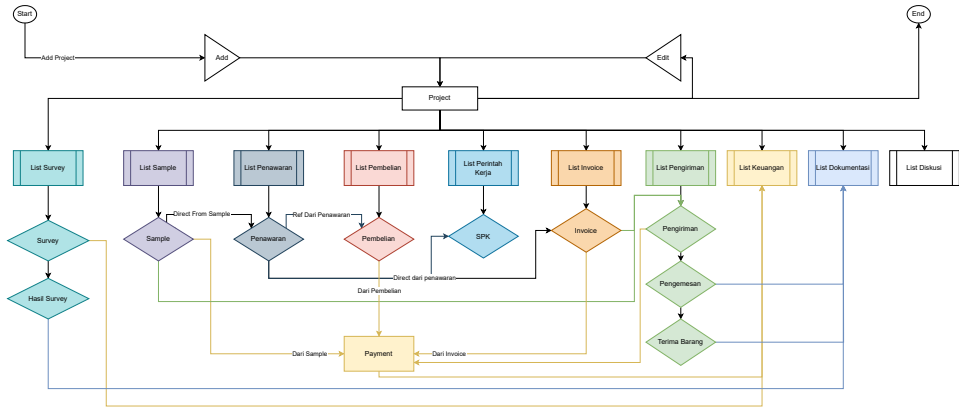 Start
End
Add Project
Add
Edit
Project
List Survey
List Sample
List Penawaran
List Pembelian
List Perintah
Kerja
List Invoice
List Pengiriman
List Keuangan
List Dokumentasi
List Diskusi
Direct From Sample
Ref Dari Penawaran
Survey
Sample
Penawaran
Pembelian
SPK
Invoice
Pengiriman
Direct dari penawaran
Dari Pembelian
Hasil Survey
Pengemesan
Terima Barang
Dari Sample
Payment
Dari Invoice